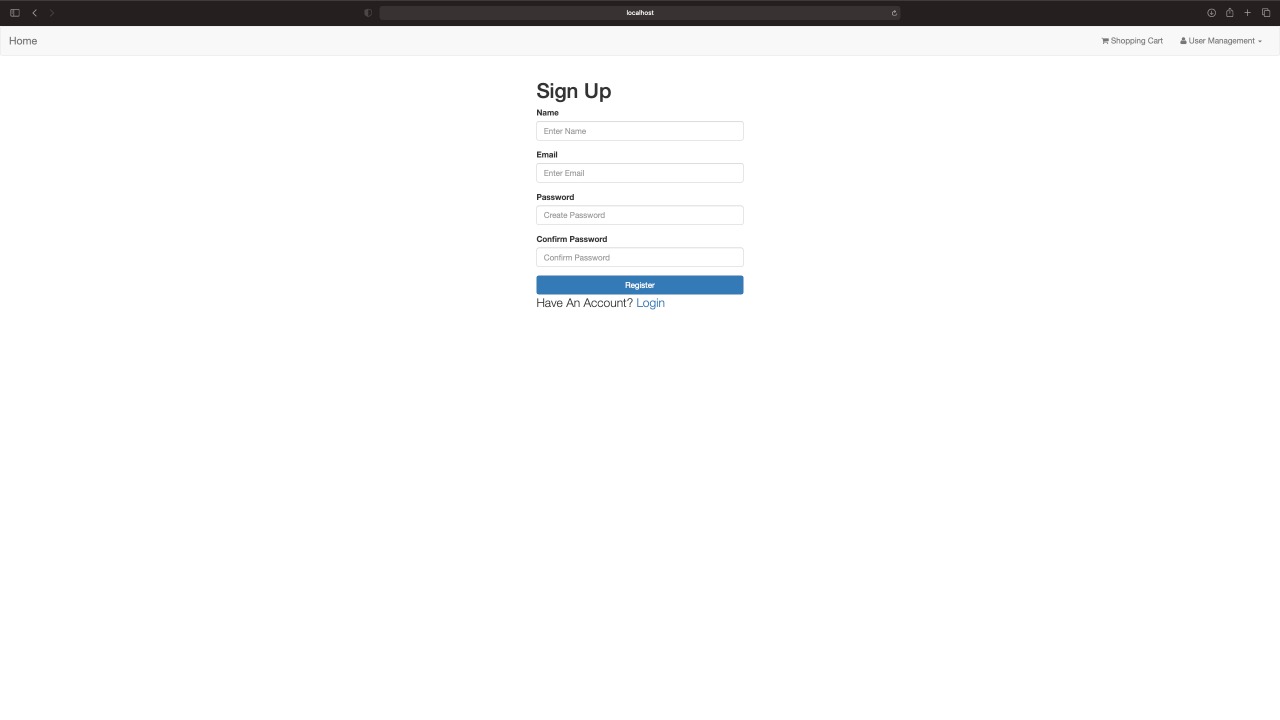 localhost
Home
Shopping Cart
User Management
Sign Up
Name
Enter Name
Email
Enter Email
Password
Create Password
Confirm Password
Confirm Password
Register
Have An Account? Login